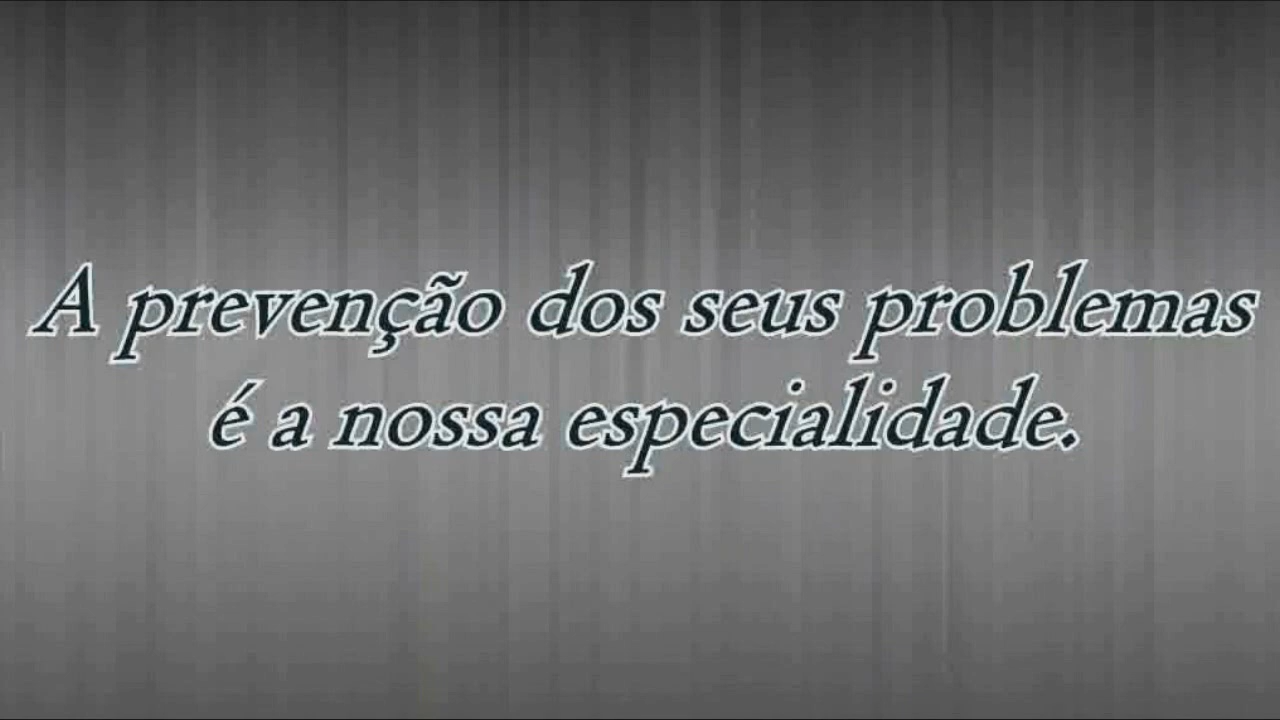 A prevenção dos seus problemas
é a nossa especialidade.